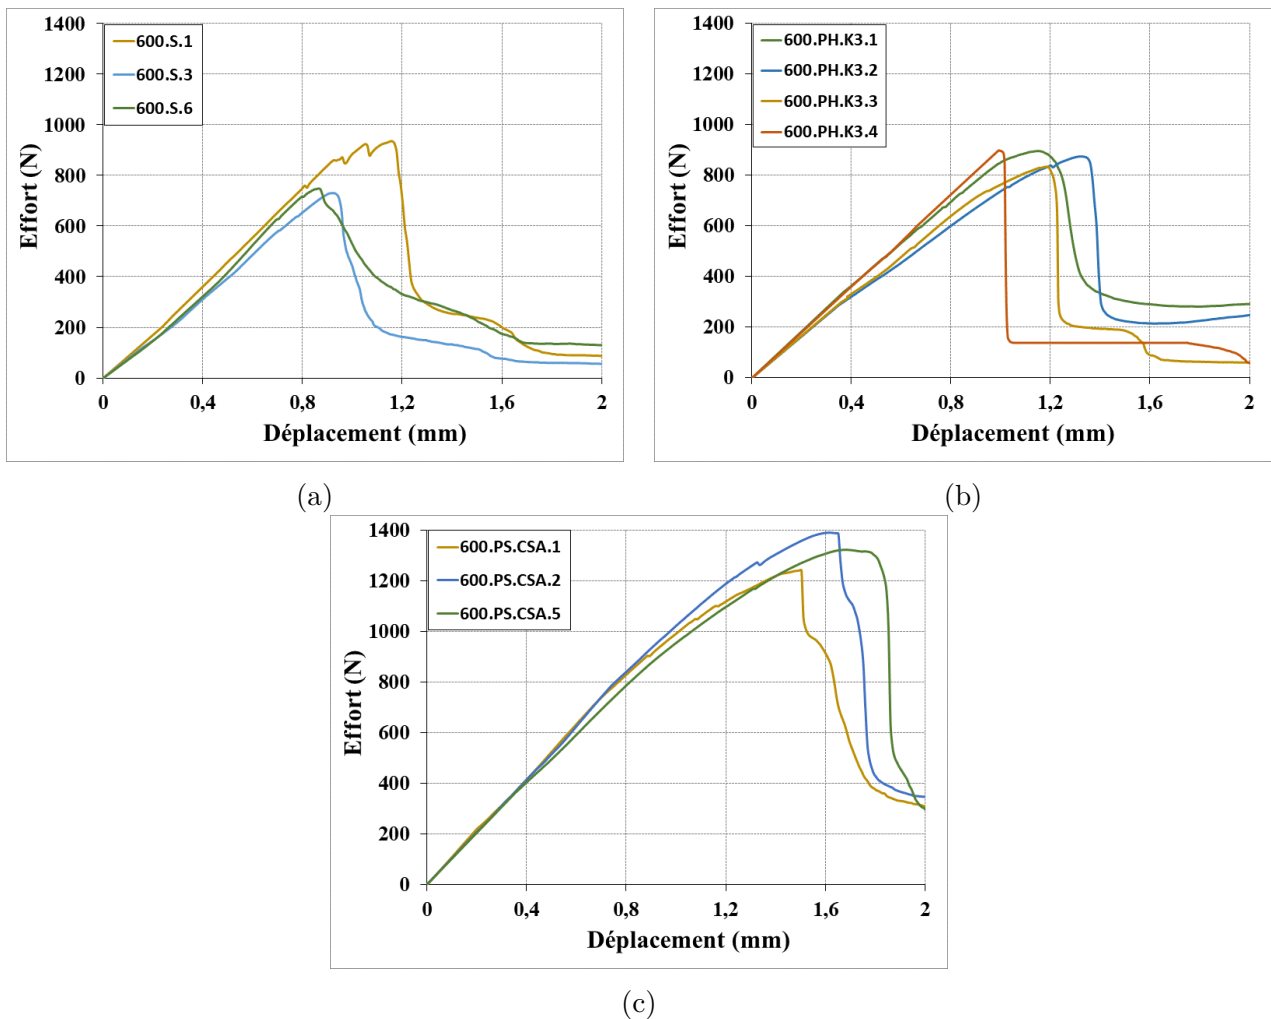 1400
1200
1000
800
600
400
200
0
Effort (N)
600.S.1
600.S.3
600.S.6
0 0,4 0,8 1,2 1,6 2
Déplacement (mm)
(a)
1400
1200
1000
800
600
400
200
0
Effort (N)
600.PH.K3.1
600.PH.K3.2
600.PH.K3.3
600.PH.K3.4
0 0,4 0,8 1,2 1,6 2
Déplacement (mm)
(b)
1400
1200
1000
800
600
400
200
0
Effort (N)
600.PS.CSA.1
600.PS.CSA.2
600.PS.CSA.5
0 0,4 0,8 1,2 1,6 2
Déplacement (mm)
(c)